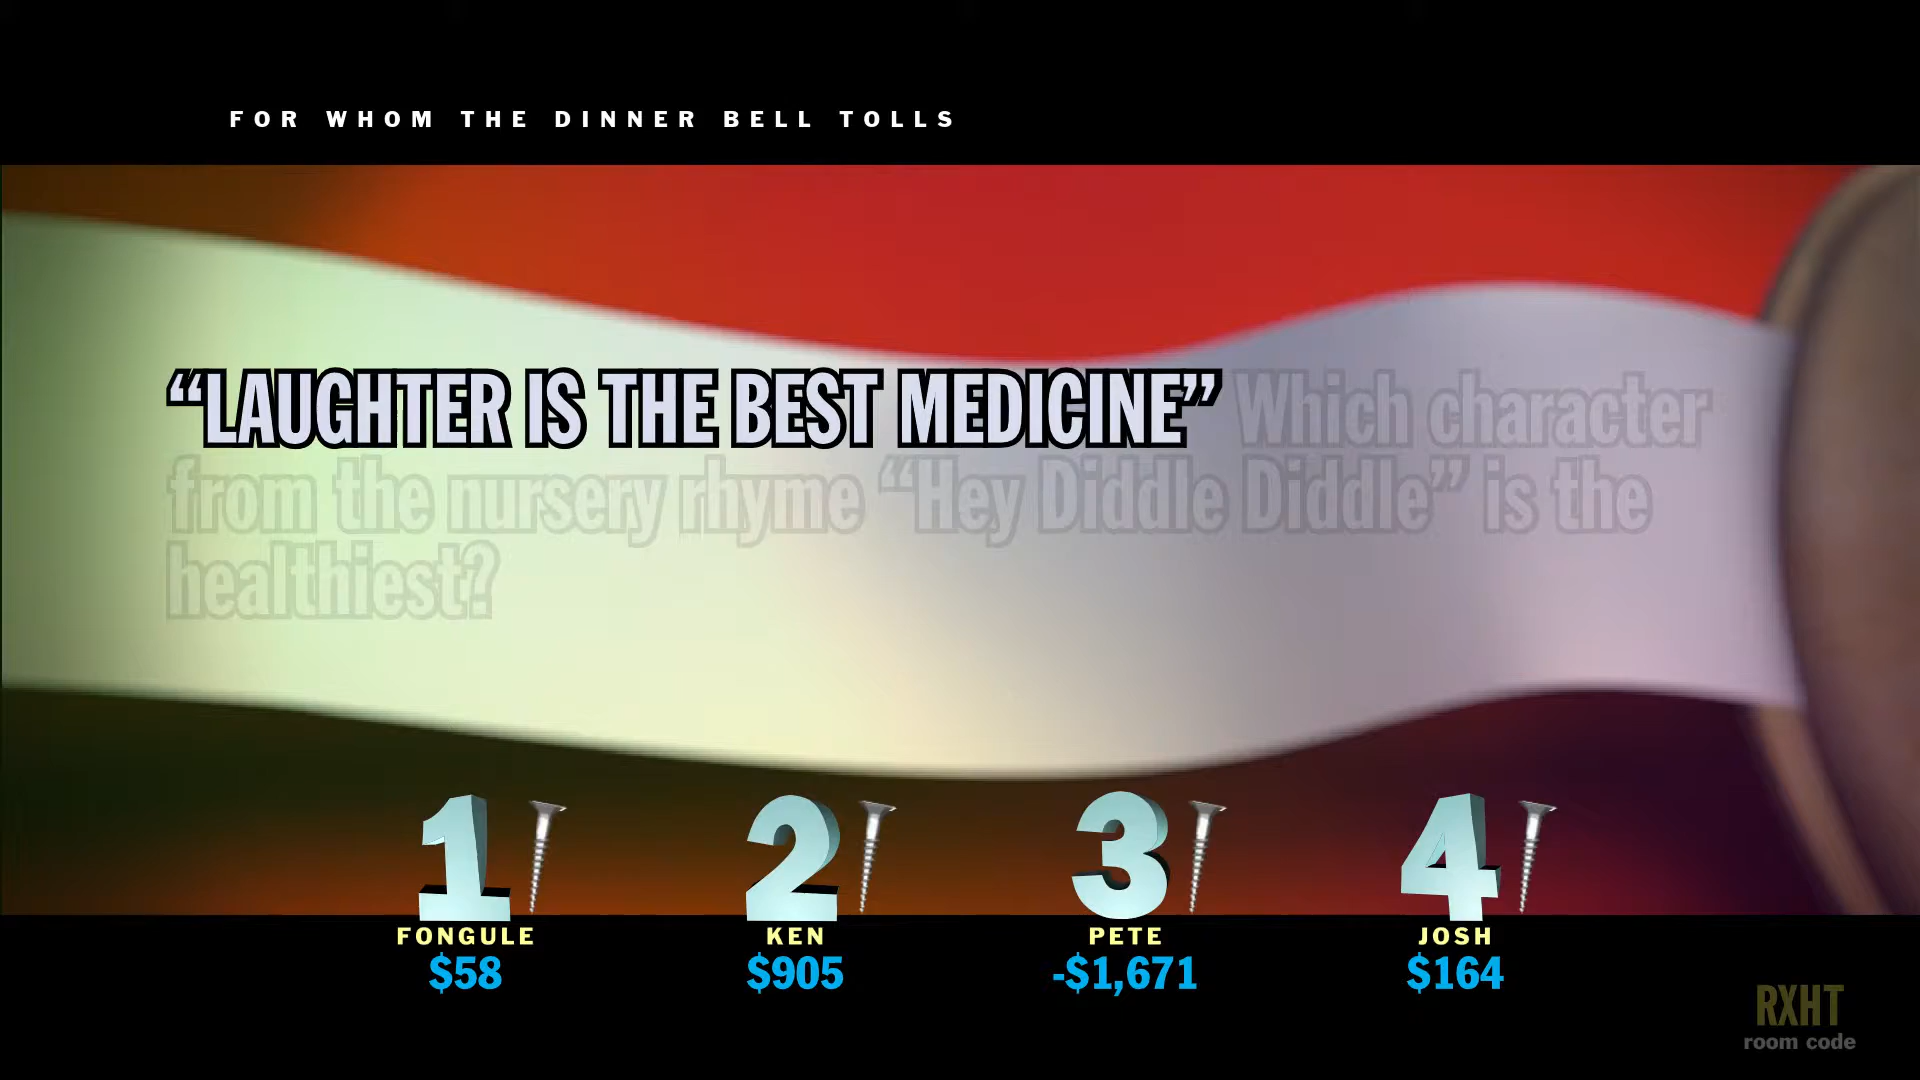 FOR WHOM THE DINNER BELL TOLLS
“LAUGHTER IS THE BEST MEDICINE” Which character
from the nursery rhyme “Hey Diddle Diddle” is the
healthiest?
1 2 3 4
FONGULE KEN PETE JOSH
$58 $905 -$1,671 $164
RXHT
room code